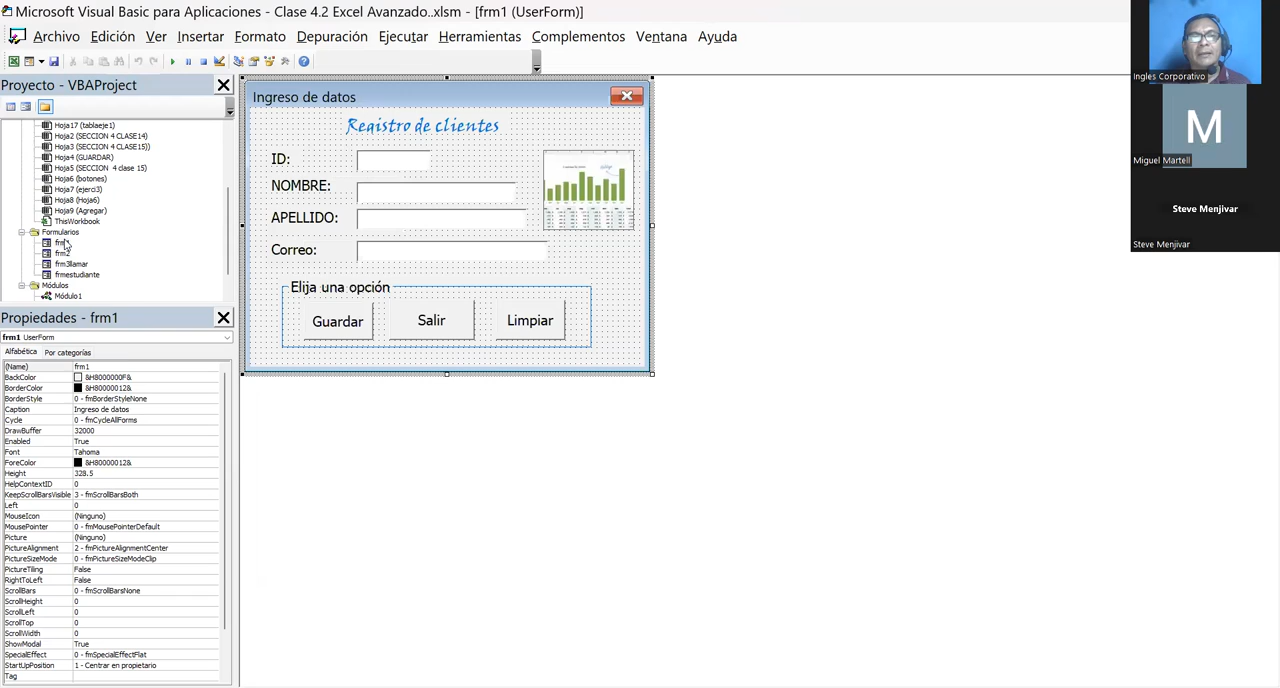 Microsoft Visual Basic para Aplicaciones - Clase 4.2 Excel Avanzado..xlsm - [frm1 (UserForm)]
Archivo Edición Ver Insertar Formato Depuración Ejecutar Herramientas Complementos Ventana Ayuda
Proyecto - VBAProject
Hoja17 (tablaeje1)
Hoja2 (SECCION 4 CLASE14)
Hoja3 (SECCION 4 CLASE15))
Hoja4 (GUARDAR)
Hoja5 (SECCION 4 clase 15)
Hoja6 (botones)
Hoja7 (ejerci3)
Hoja8 (Hoja6)
Hoja9 (Agregar)
ThisWorkbook
Formularios
frm1
frm2
frm3llamar
frmestudiante
Módulos
Módulo1
Propiedades - frm1
frm1 UserForm
Alfabética Por categorías
(Name) frm1
BackColor &H8000000F&
BorderColor &H80000012&
BorderStyle 0 - fmBorderStyleNone
Caption Ingreso de datos
Cycle 0 - fmCycleAllForms
DrawBuffer 32000
Enabled True
Font Tahoma
ForeColor &H80000012&
Height 328.5
HelpContextID 0
KeepScrollBarsVisible 3 - fmScrollBarsBoth
Left 0
MouseIcon (Ninguno)
MousePointer 0 - fmMousePointerDefault
Picture (Ninguno)
PictureAlignment 2 - fmPictureAlignmentCenter
PictureSizeMode 0 - fmPictureSizeModeClip
PictureTiling False
RightToLeft False
ScrollBars 0 - fmScrollBarsNone
ScrollHeight 0
ScrollLeft 0
ScrollTop 0
ScrollWidth 0
ShowModal True
SpecialEffect 0 - fmSpecialEffectFlat
StartUpPosition 1 - Centrar en propietario
Tag
Ingreso de datos
Registro de clientes
ID:
NOMBRE:
APELLIDO:
Correo:
Elija una opción
Guardar Salir Limpiar
Ingles Corporativo
M
Miguel Martell
Steve Menjivar
Steve Menjivar